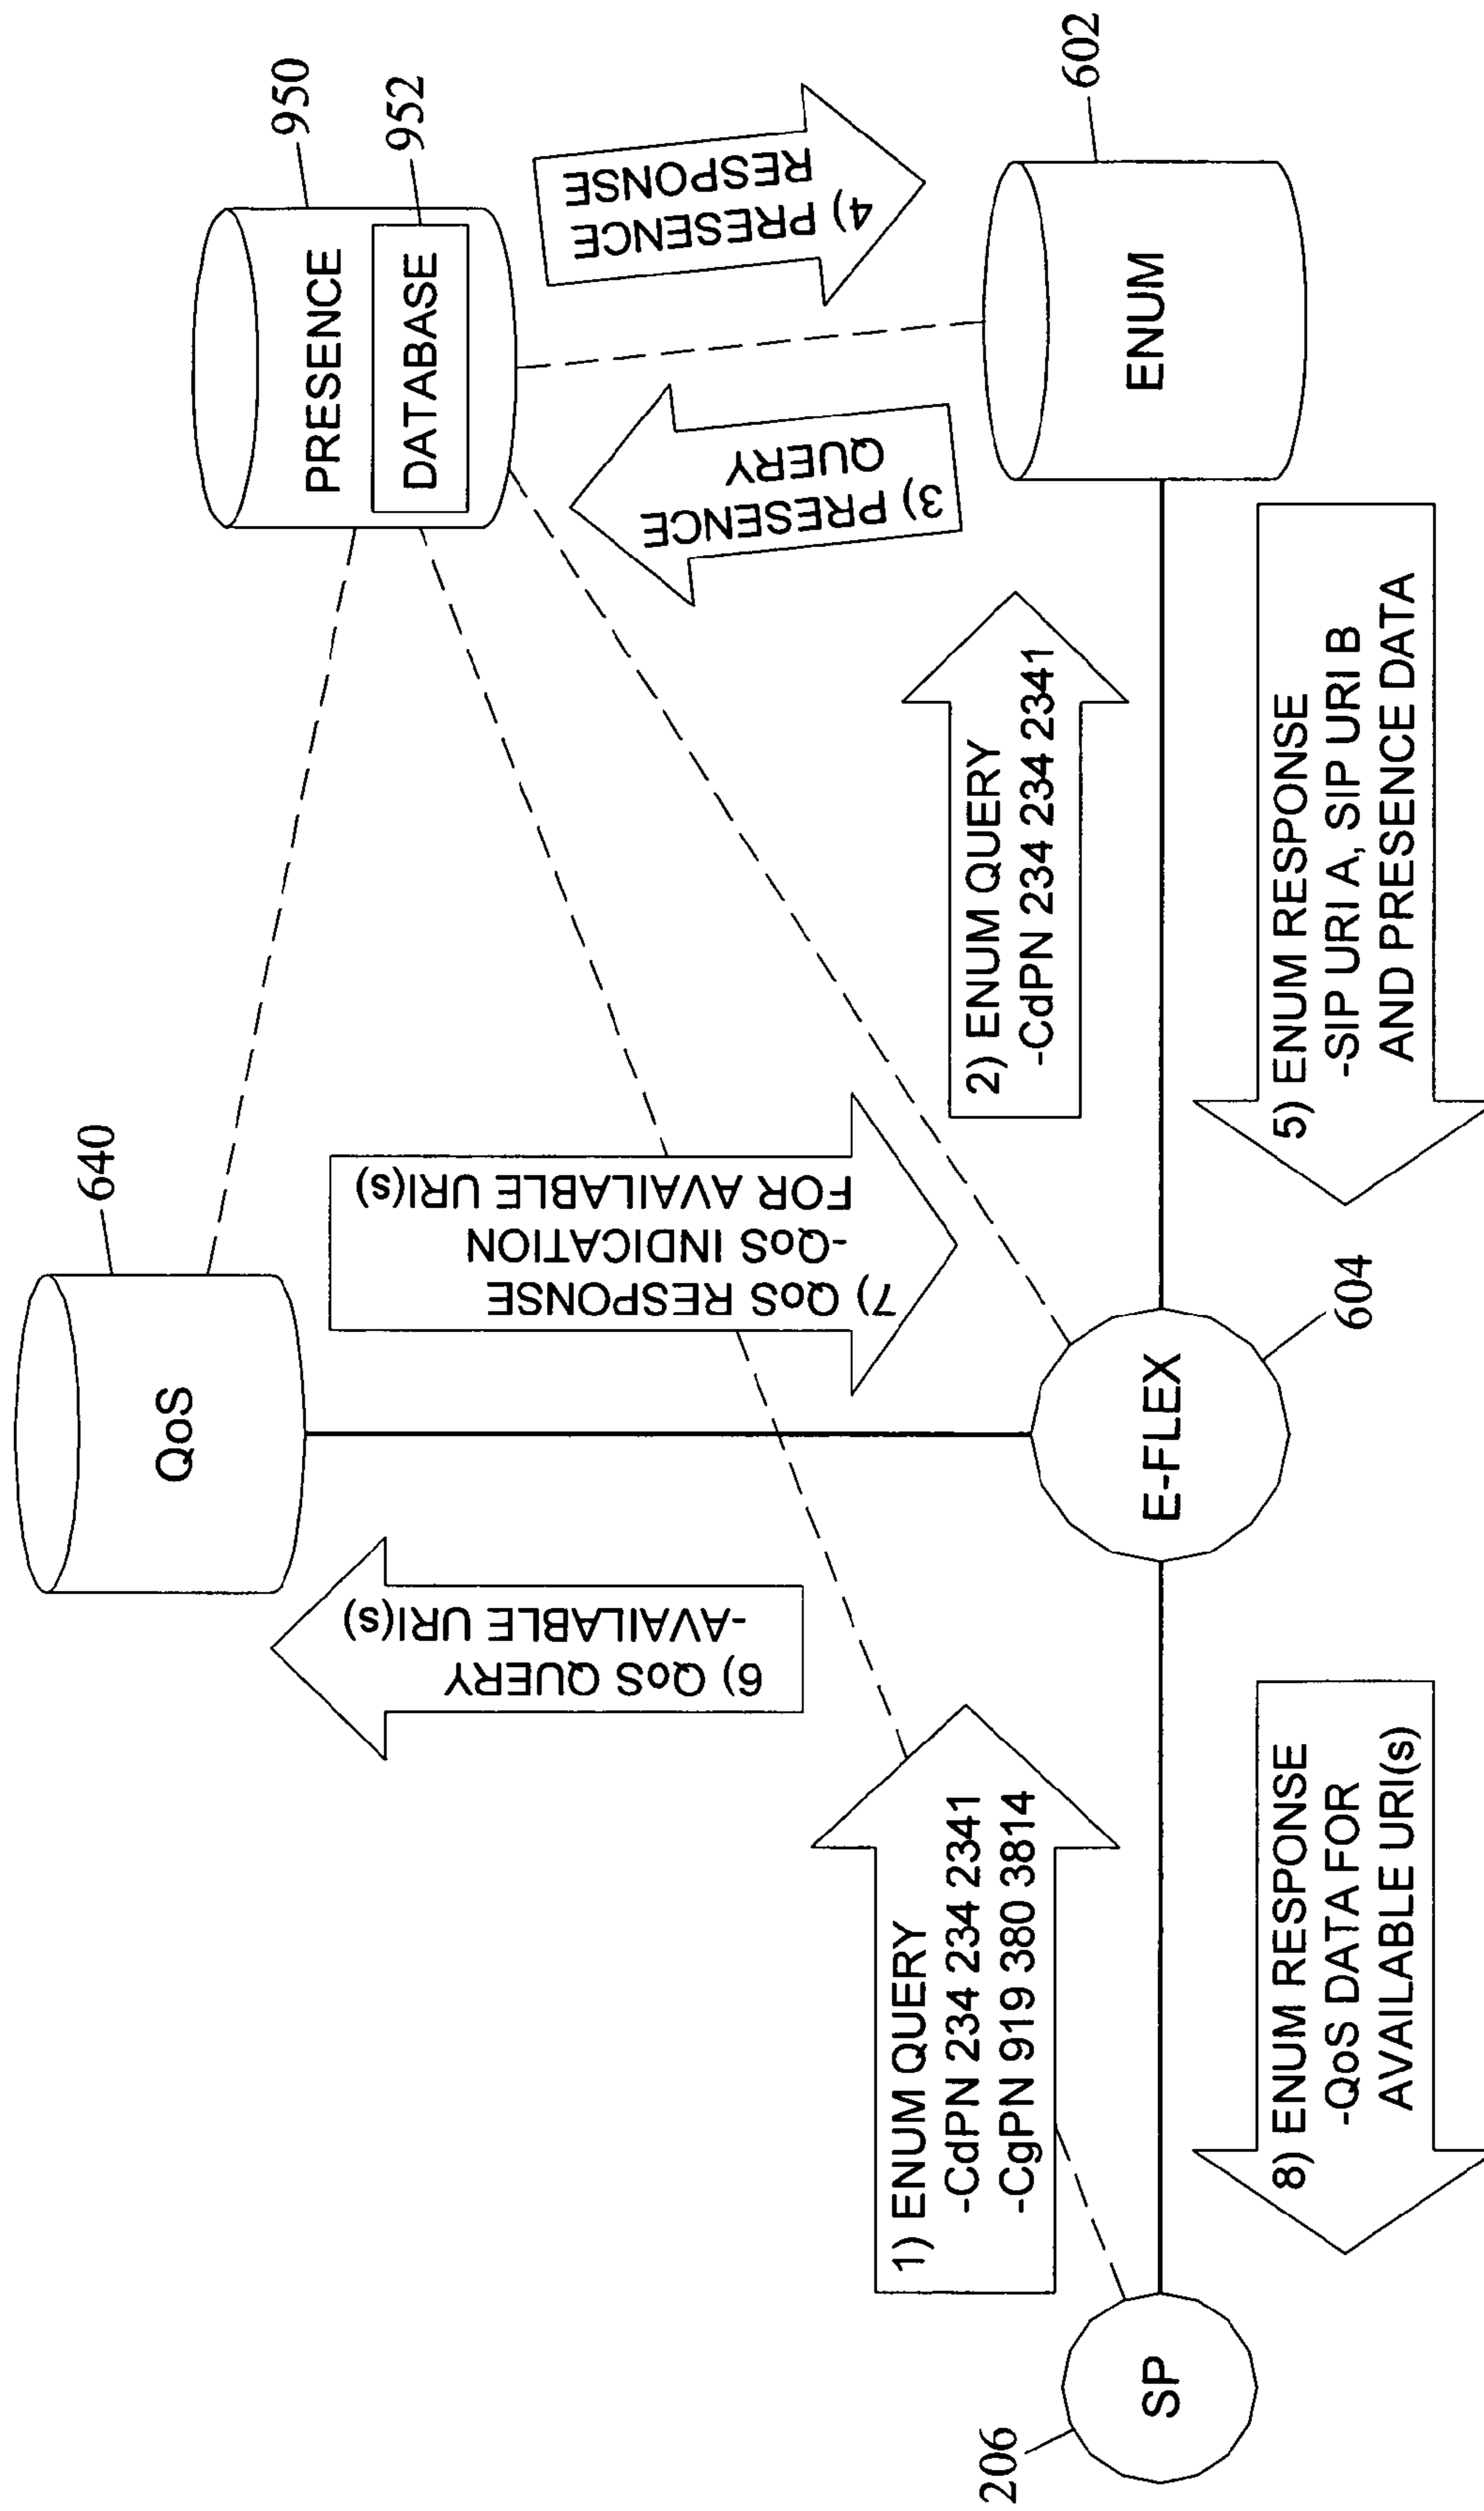 QoS
640
PRESENCE
950
DATABASE
952
6) QoS QUERY
-AVAILABLE URI(s)
7) QoS RESPONSE
-QoS INDICATION
FOR AVAILABLE URI(s)
3) PRESENCE
QUERY
4) PRESENCE
RESPONSE
1) ENUM QUERY
-CdPN 234 234 2341
-CgPN 919 380 3814
2) ENUM QUERY
-CdPN 234 234 2341
206
SP
E-FLEX
604
ENUM
602
8) ENUM RESPONSE
-QoS DATA FOR
AVAILABLE URI(s)
5) ENUM RESPONSE
-SIP URI A, SIP URI B
AND PRESENCE DATA